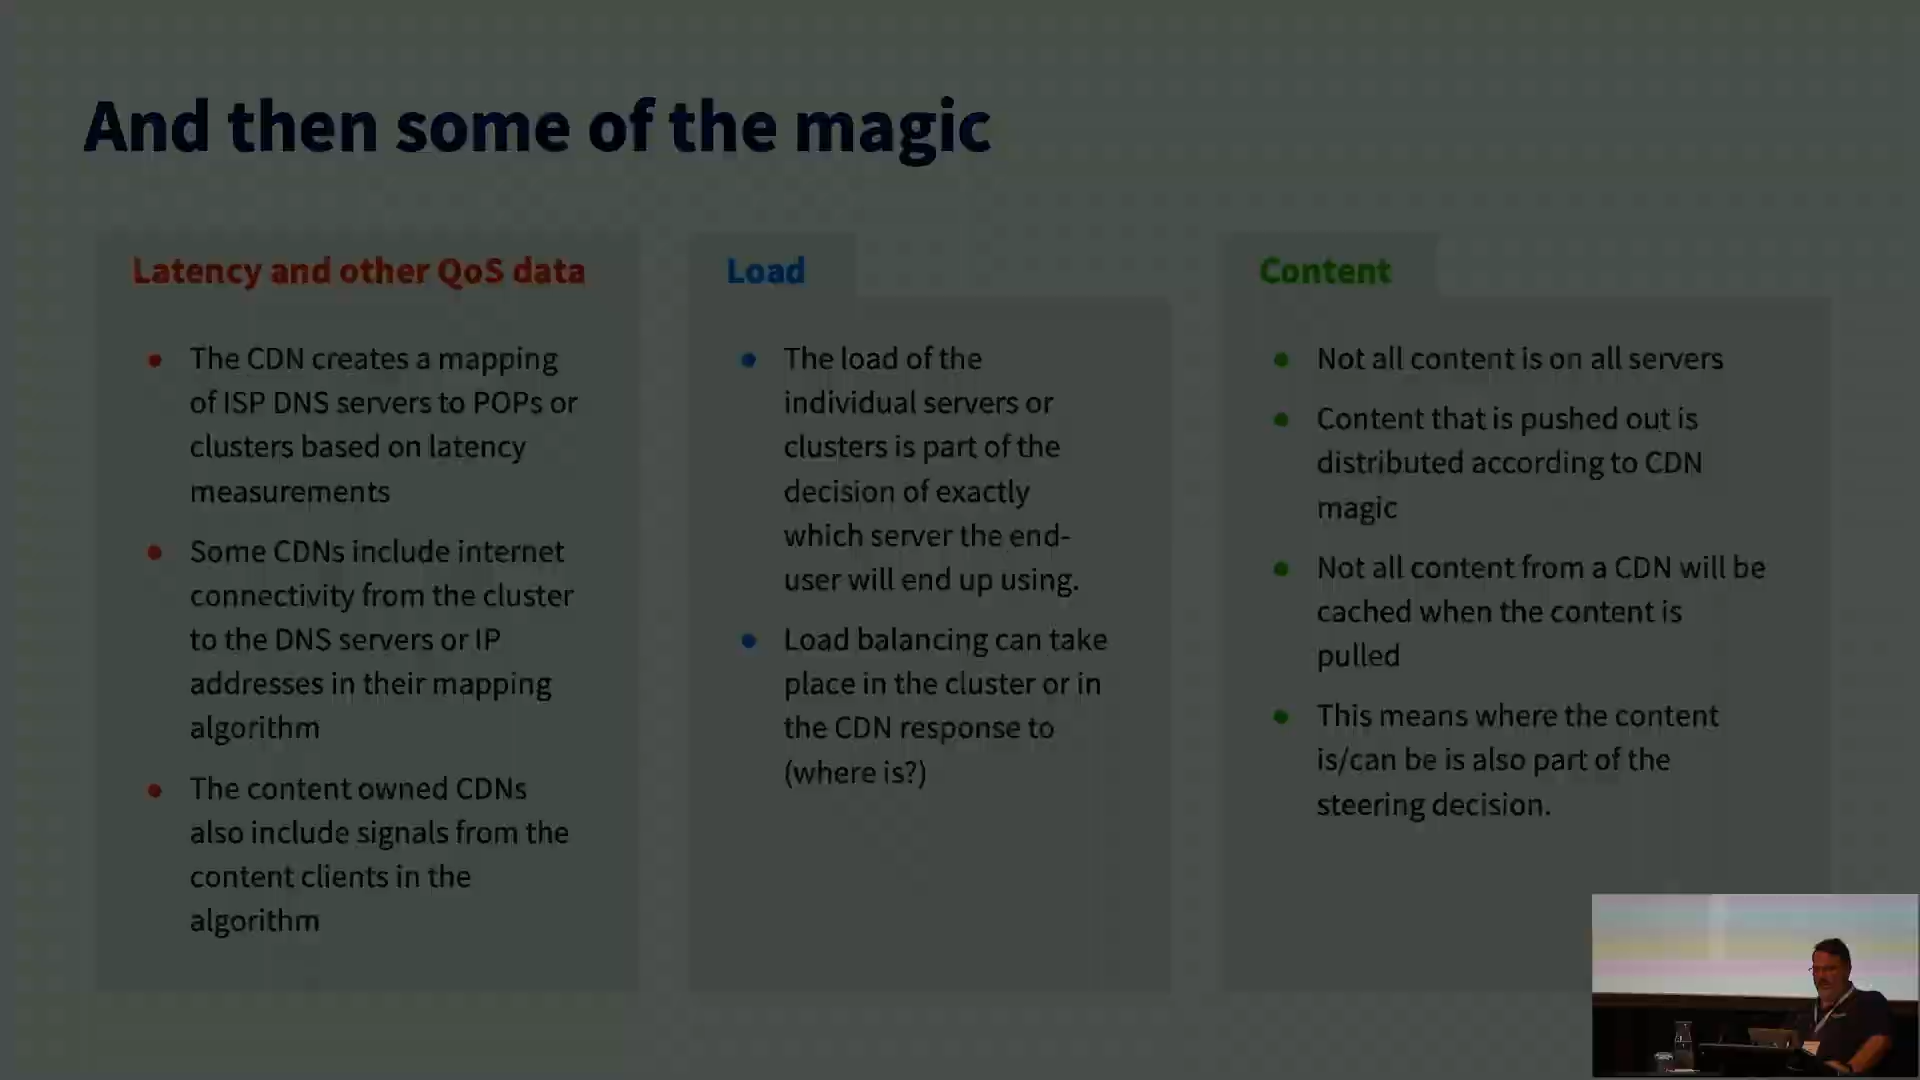 And then some of the magic
Latency and other QoS data
The CDN creates a mapping
of ISP DNS servers to POPs or
clusters based on latency
measurements
Some CDNs include internet
connectivity from the cluster
to the DNS servers or IP
addresses in their mapping
algorithm
The content owned CDNs
also include signals from the
content clients in the
algorithm
Load
The load of the
individual servers or
clusters is part of the
decision of exactly
which server the end-
user will end up using.
Load balancing can take
place in the cluster or in
the CDN response to
(where is?)
Content
Not all content is on all servers
Content that is pushed out is
distributed according to CDN
magic
Not all content from a CDN will be
cached when the content is
pulled
This means where the content
is/can be is also part of the
steering decision.